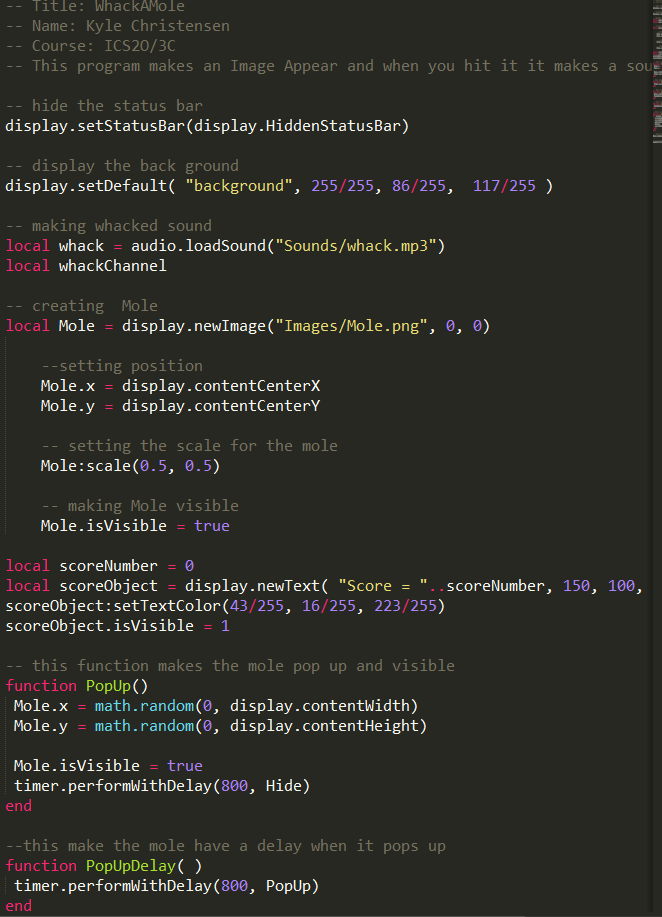 -- Title: WhackAMole
-- Name: Kyle Christensen
-- Course: ICS2O/3C
-- This program makes an Image Appear and when you hit it it makes a sou

-- hide the status bar
display.setStatusBar(display.HiddenStatusBar)

-- display the back ground
display.setDefault( "background", 255/255, 86/255,  117/255 )

-- making whacked sound
local whack = audio.loadSound("Sounds/whack.mp3")
local whackChannel

-- creating  Mole
local Mole = display.newImage("Images/Mole.png", 0, 0)

    --setting position
    Mole.x = display.contentCenterX
    Mole.y = display.contentCenterY

    -- setting the scale for the mole
    Mole:scale(0.5, 0.5)

    -- making Mole visible
    Mole.isVisible = true

local scoreNumber = 0
local scoreObject = display.newText( "Score = "..scoreNumber, 150, 100,
scoreObject:setTextColor(43/255, 16/255, 223/255)
scoreObject.isVisible = 1

-- this function makes the mole pop up and visible
function PopUp()
 Mole.x = math.random(0, display.contentWidth)
 Mole.y = math.random(0, display.contentHeight)

 Mole.isVisible = true
 timer.performWithDelay(800, Hide)
end

--this make the mole have a delay when it pops up
function PopUpDelay( )
 timer.performWithDelay(800, PopUp)
end